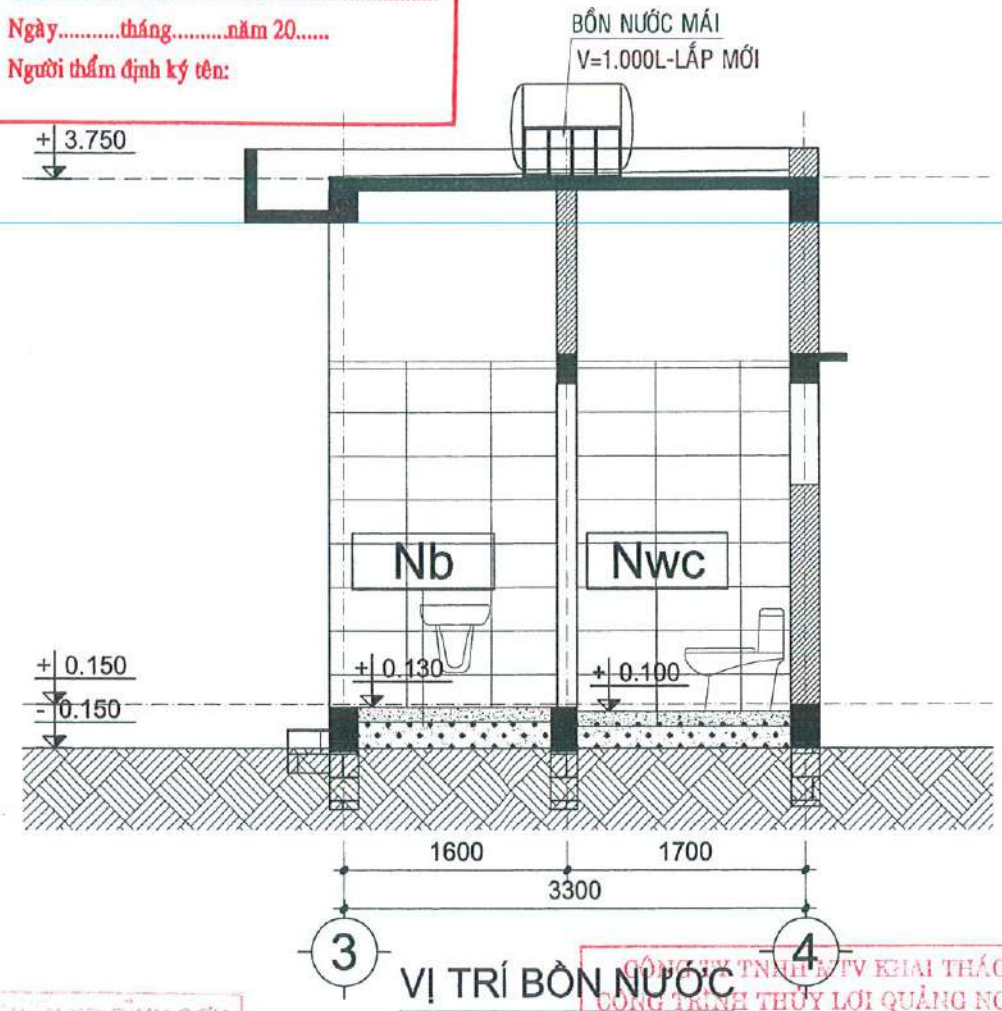 Ngày...........tháng..........năm 20......
Người thẩm định ký tên:
BỒN NƯỚC MÁI
V=1.000L-LẮP MỚI
+ 3.750
Nb
Nwc
+ 0.150
+ 0.130
+ 0.100
- 0.150
1600
1700
3300
3
4
VỊ TRÍ BỒN NƯỚC
CÔNG TY TNHH MTV KHAI THÁC
CÔNG TRÌNH THỦY LỢI QUẢNG NG